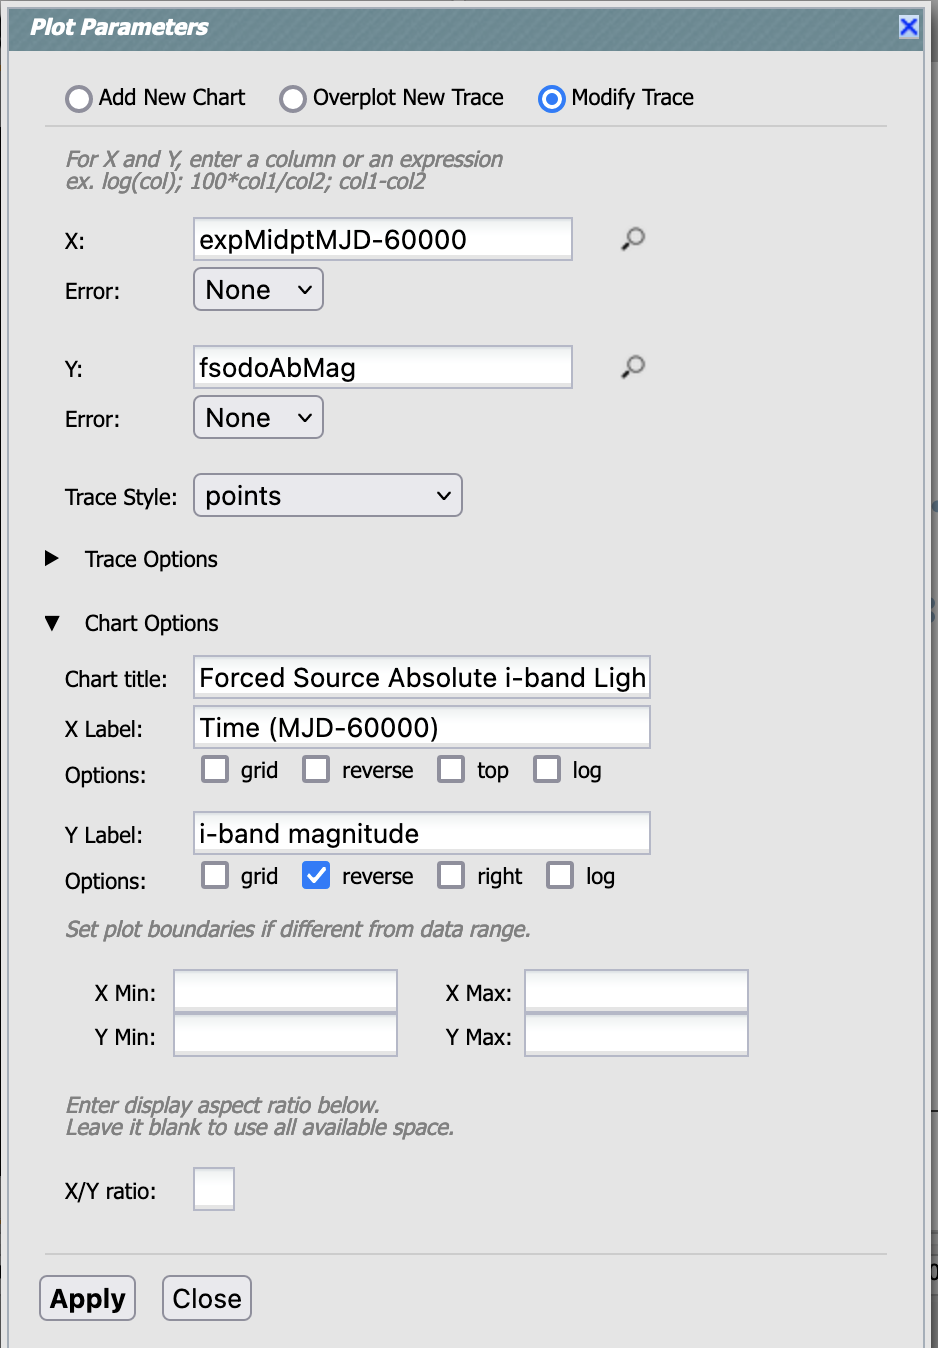 Plot Parameters
Add New Chart Overplot New Trace Modify Trace
For X and Y, enter a column or an expression
ex. log(col); 100*col1/col2; col1-col2
X: expMidptMJD-60000
Error: None
Y: fsodoAbMag
Error: None
Trace Style: points
Trace Options
Chart Options
Chart title: Forced Source Absolute i-band Ligh
X Label: Time (MJD-60000)
Options: grid reverse top log
Y Label: i-band magnitude
Options: grid reverse right log
Set plot boundaries if different from data range.
X Min: X Max:
Y Min: Y Max:
Enter display aspect ratio below.
Leave it blank to use all available space.
X/Y ratio:
Apply Close